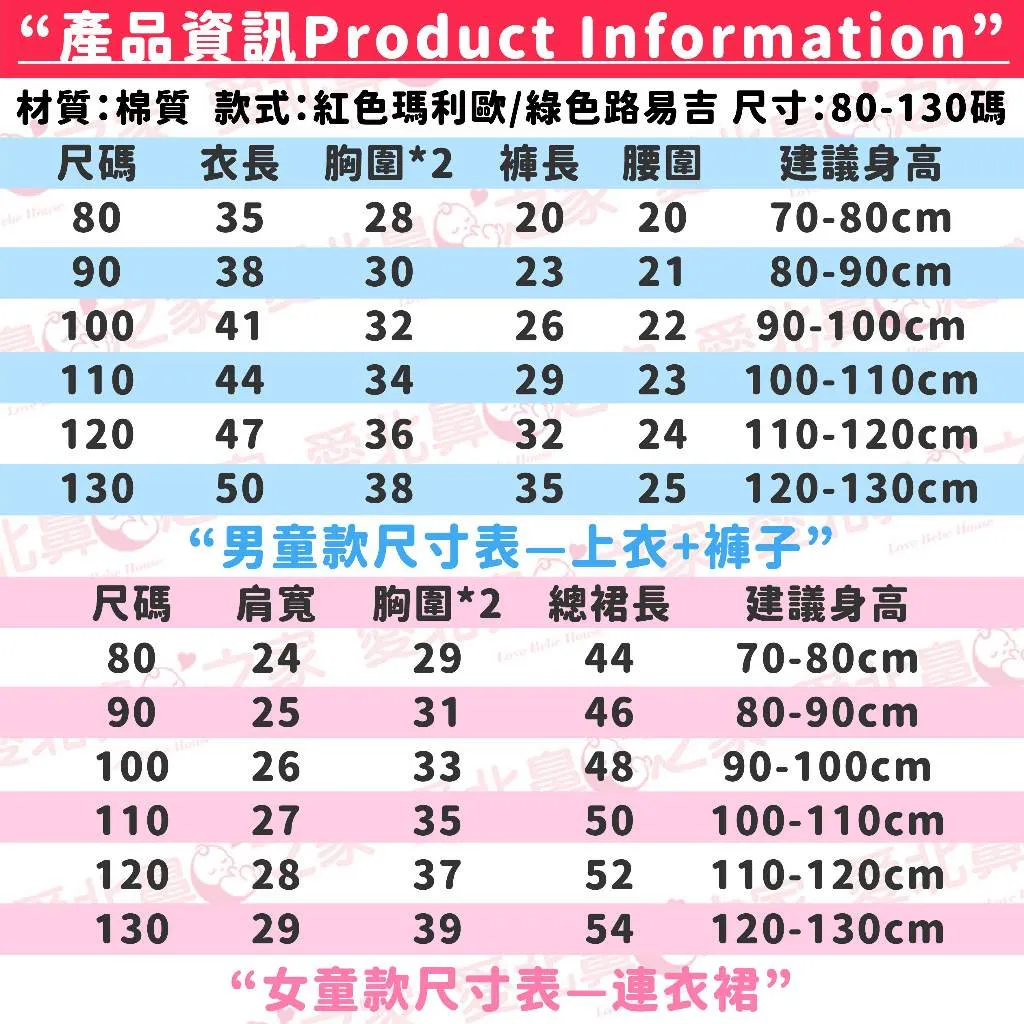 “產品資訊Product Information”
材質:棉質 款式:紅色瑪利歐/綠色路易吉 尺寸:80-130碼
尺碼 衣長 胸圍*2 褲長 腰圍 建議身高
80 35 28 20 20 70-80cm
90 38 30 23 21 80-90cm
100 41 32 26 22 90-100cm
110 44 34 29 23 100-110cm
120 47 36 32 24 110-120cm
130 50 38 35 25 120-130cm
“男童款尺寸表—上衣+褲子”
尺碼 肩寬 胸圍*2 總裙長 建議身高
80 24 29 44 70-80cm
90 25 31 46 80-90cm
100 26 33 48 90-100cm
110 27 35 50 100-110cm
120 28 37 52 110-120cm
130 29 39 54 120-130cm
“女童款尺寸表—連衣裙”
愛北鼻之家
Love Bebe House